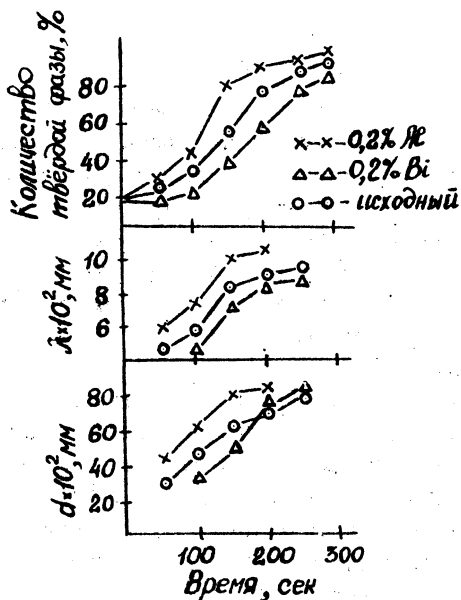 Количество
твёрдой фазы, %
80
60
40
20
×–×– 0,2% Al
△–△– 0,2% Bi
○–○ - исходный
λ×10², мм
10
8
6
d×10², мм
80
60
40
20
100 200 300
Время, сек